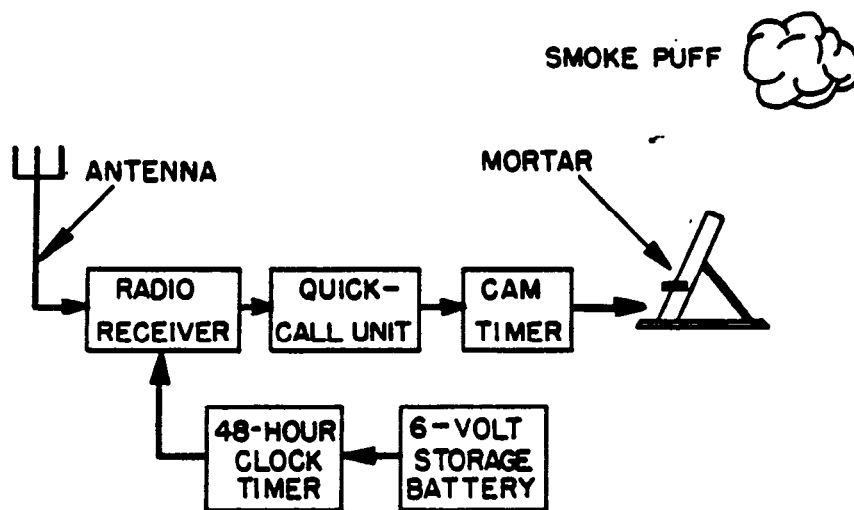 SMOKE PUFF
MORTAR
ANTENNA
RADIO
RECEIVER
QUICK-
CALL UNIT
CAM
TIMER
48-HOUR
CLOCK
TIMER
6-VOLT
STORAGE
BATTERY